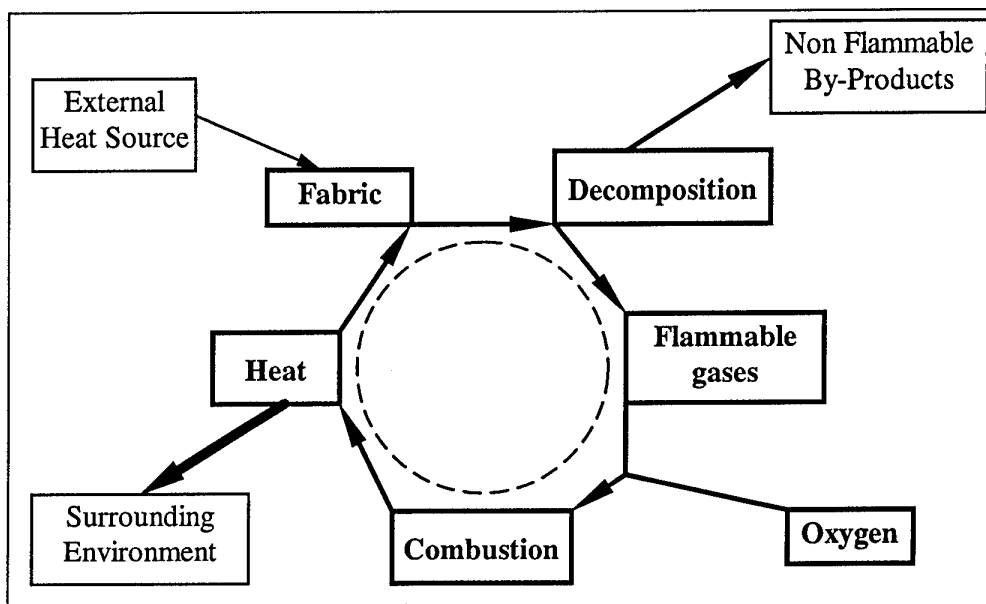 Non Flammable
By-Products
External
Heat Source
Fabric
Decomposition
Flammable
gases
Heat
Surrounding
Environment
Combustion
Oxygen